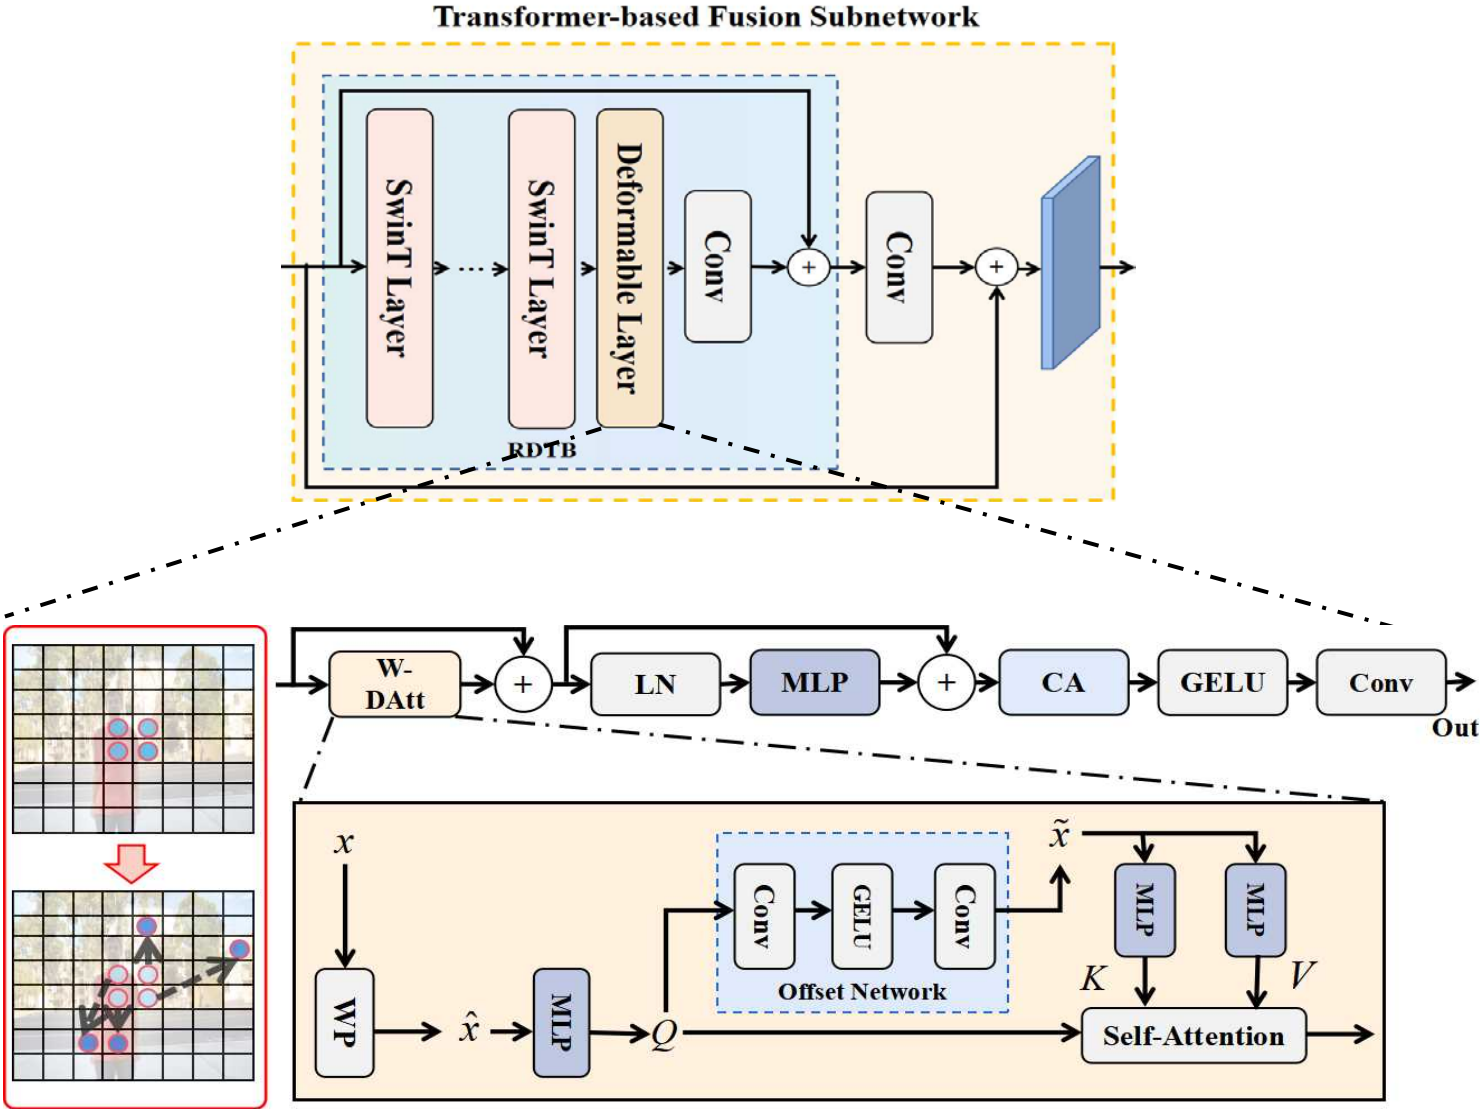 Transformer-based Fusion Subnetwork
SwinT Layer
...
SwinT Layer
Deformable Layer
Conv
+
Conv
+
RDTB
W-
DAtt
+
LN
MLP
+
CA
GELU
Conv
Out
x
WP
x̂
MLP
Q
Conv
GELU
Conv
Offset Network
x̃
MLP
MLP
K
V
Self-Attention